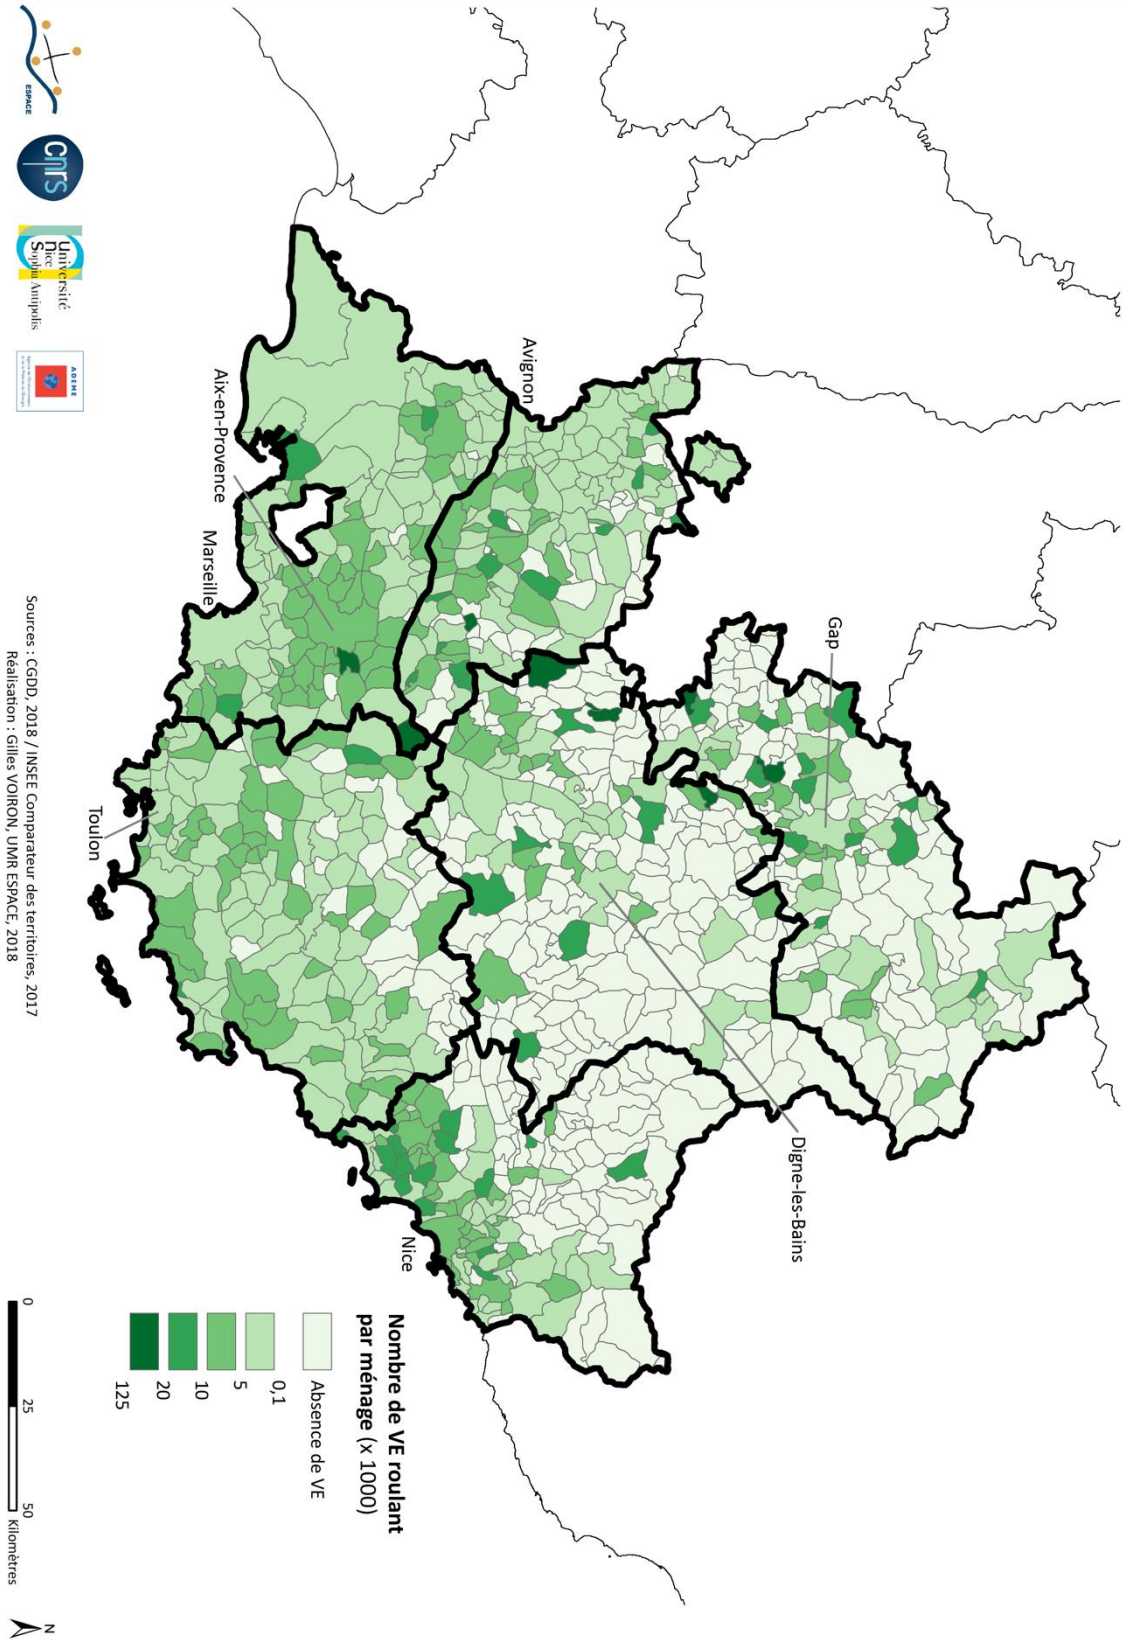 Gap
Avignon
Digne-les-Bains
Aix-en-Provence
Marseille
Toulon
Nice
Nombre de VE roulant
par ménage (x 1000)
Absence de VE
0,1
5
10
20
125
ESPACE
cnrs
Université
nice
Sophia Antipolis
ADEME
Sources : CGDD, 2018 / INSEE Comparateur des territoires, 2017
Réalisation : Gilles VOIRON, UMR ESPACE, 2018
0
25
50
Kilomètres
N